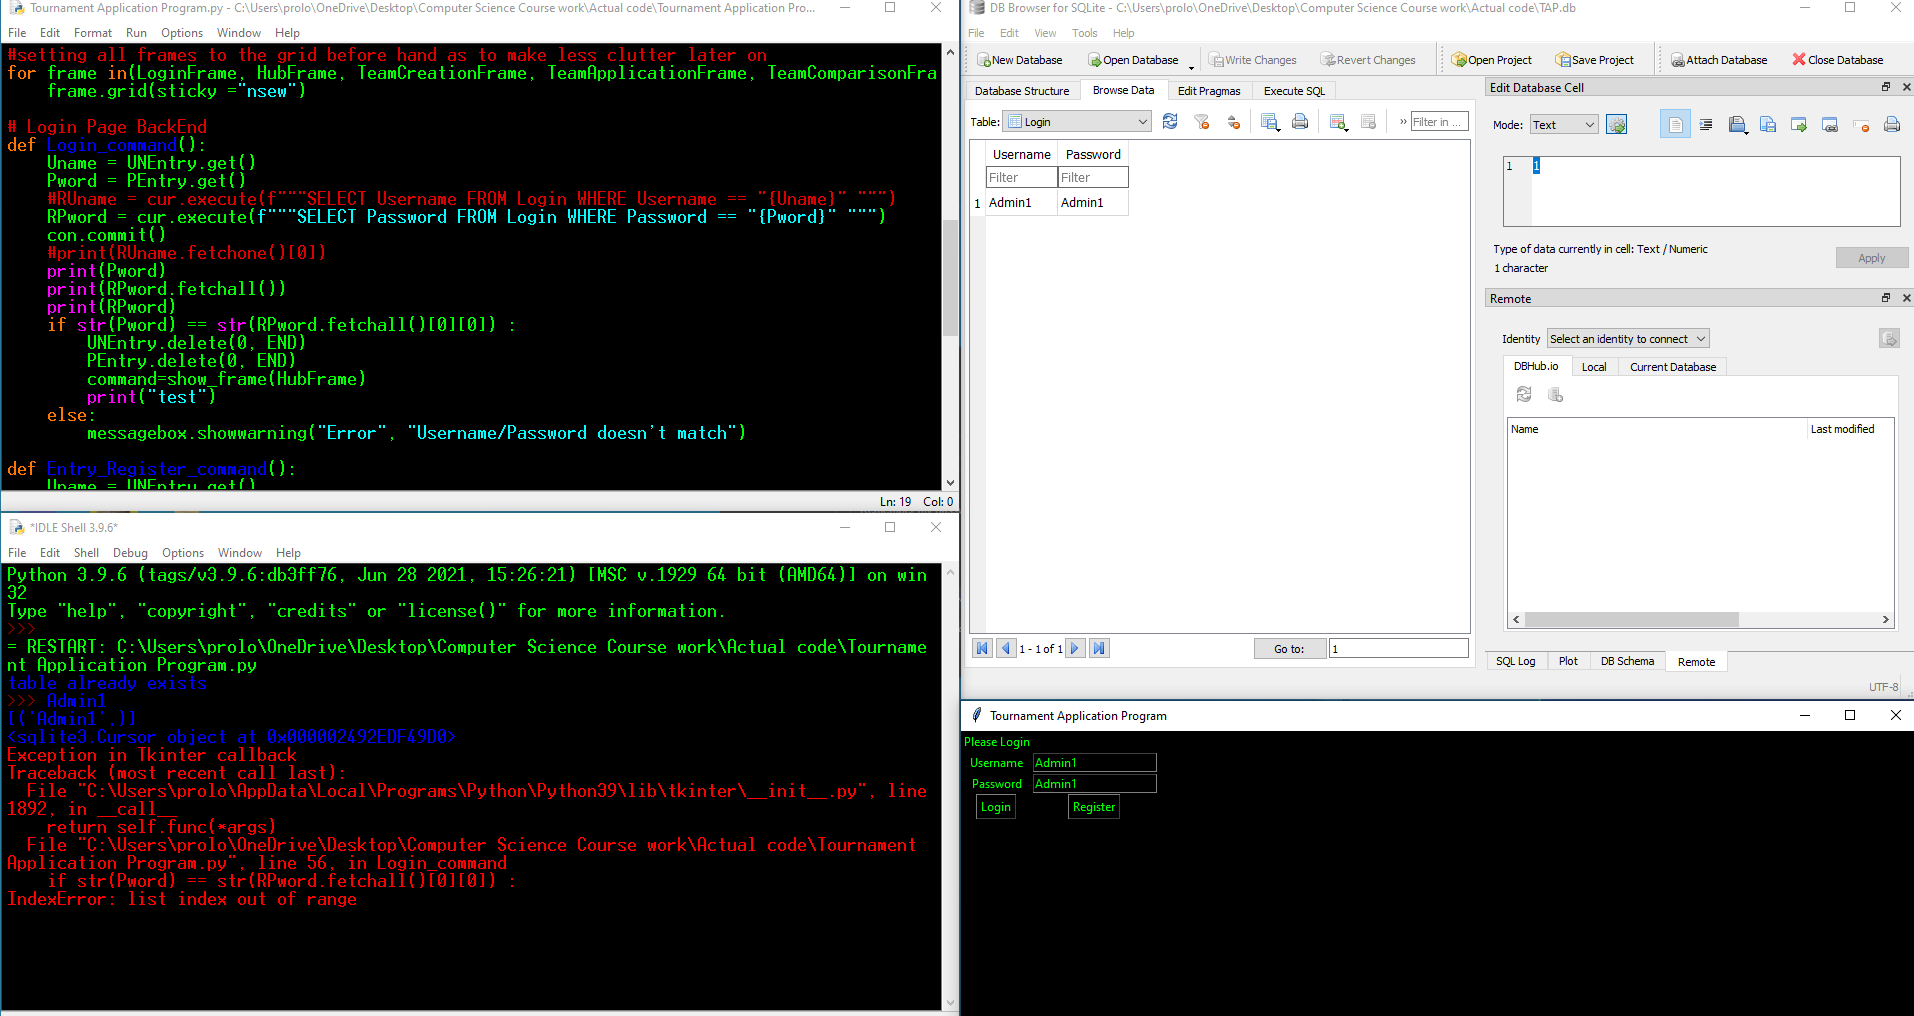 Tournament Application Program.py - C:\Users\prolo\OneDrive\Desktop\Computer Science Course work\Actual code\Tournament Application Pro...
File Edit Format Run Options Window Help
#setting all frames to the grid before hand as to make less clutter later on
for frame in(LoginFrame, HubFrame, TeamCreationFrame, TeamApplicationFrame, TeamComparisonFra
    frame.grid(sticky ="nsew")
# Login Page BackEnd
def Login_command():
    Uname = UNEntry.get()
    Pword = PEntry.get()
    #RUname = cur.execute(f"""SELECT Username FROM Login WHERE Username == "{Uname}" """)
    RPword = cur.execute(f"""SELECT Password FROM Login WHERE Password == "{Pword}" """)
    con.commit()
    #print(RUname.fetchone()[0])
    print(Pword)
    print(RPword.fetchall())
    print(RPword)
    if str(Pword) == str(RPword.fetchall()[0][0]) :
        UNEntry.delete(0, END)
        PEntry.delete(0, END)
        command=show_frame(HubFrame)
        print("test")
    else:
        messagebox.showwarning("Error", "Username/Password doesn't match")
def Entry_Register_command():
    Uname = UNEntry.get()
Ln: 19 Col: 0
*IDLE Shell 3.9.6*
File Edit Shell Debug Options Window Help
Python 3.9.6 (tags/v3.9.6:db3ff76, Jun 28 2021, 15:26:21) [MSC v.1929 64 bit (AMD64)] on win
32
Type "help", "copyright", "credits" or "license()" for more information.
>>>
= RESTART: C:\Users\prolo\OneDrive\Desktop\Computer Science Course work\Actual code\Tourname
nt Application Program.py
table already exists
>>> Admin1
[('Admin1',)]
<sqlite3.Cursor object at 0x000002492EDF49D0>
Exception in Tkinter callback
Traceback (most recent call last):
  File "C:\Users\prolo\AppData\Local\Programs\Python\Python39\lib\tkinter\__init__.py", line
1892, in __call__
    return self.func(*args)
  File "C:\Users\prolo\OneDrive\Desktop\Computer Science Course work\Actual code\Tournament
Application Program.py", line 56, in Login_command
    if str(Pword) == str(RPword.fetchall()[0][0]) :
IndexError: list index out of range
DB Browser for SQLite - C:\Users\prolo\OneDrive\Desktop\Computer Science Course work\Actual code\TAP.db
File Edit View Tools Help
New Database Open Database Write Changes Revert Changes Open Project Save Project Attach Database Close Database
Database Structure Browse Data Edit Pragmas Execute SQL
Table: Login » Filter in ...
Username Password
Filter Filter
1 Admin1 Admin1
1 - 1 of 1 Go to: 1
Edit Database Cell
Mode: Text
1 1
Type of data currently in cell: Text / Numeric
1 character
Apply
Remote
Identity Select an identity to connect
DBHub.io Local Current Database
Name Last modified
SQL Log Plot DB Schema Remote
UTF-8
Tournament Application Program
Please Login
Username Admin1
Password Admin1
Login Register